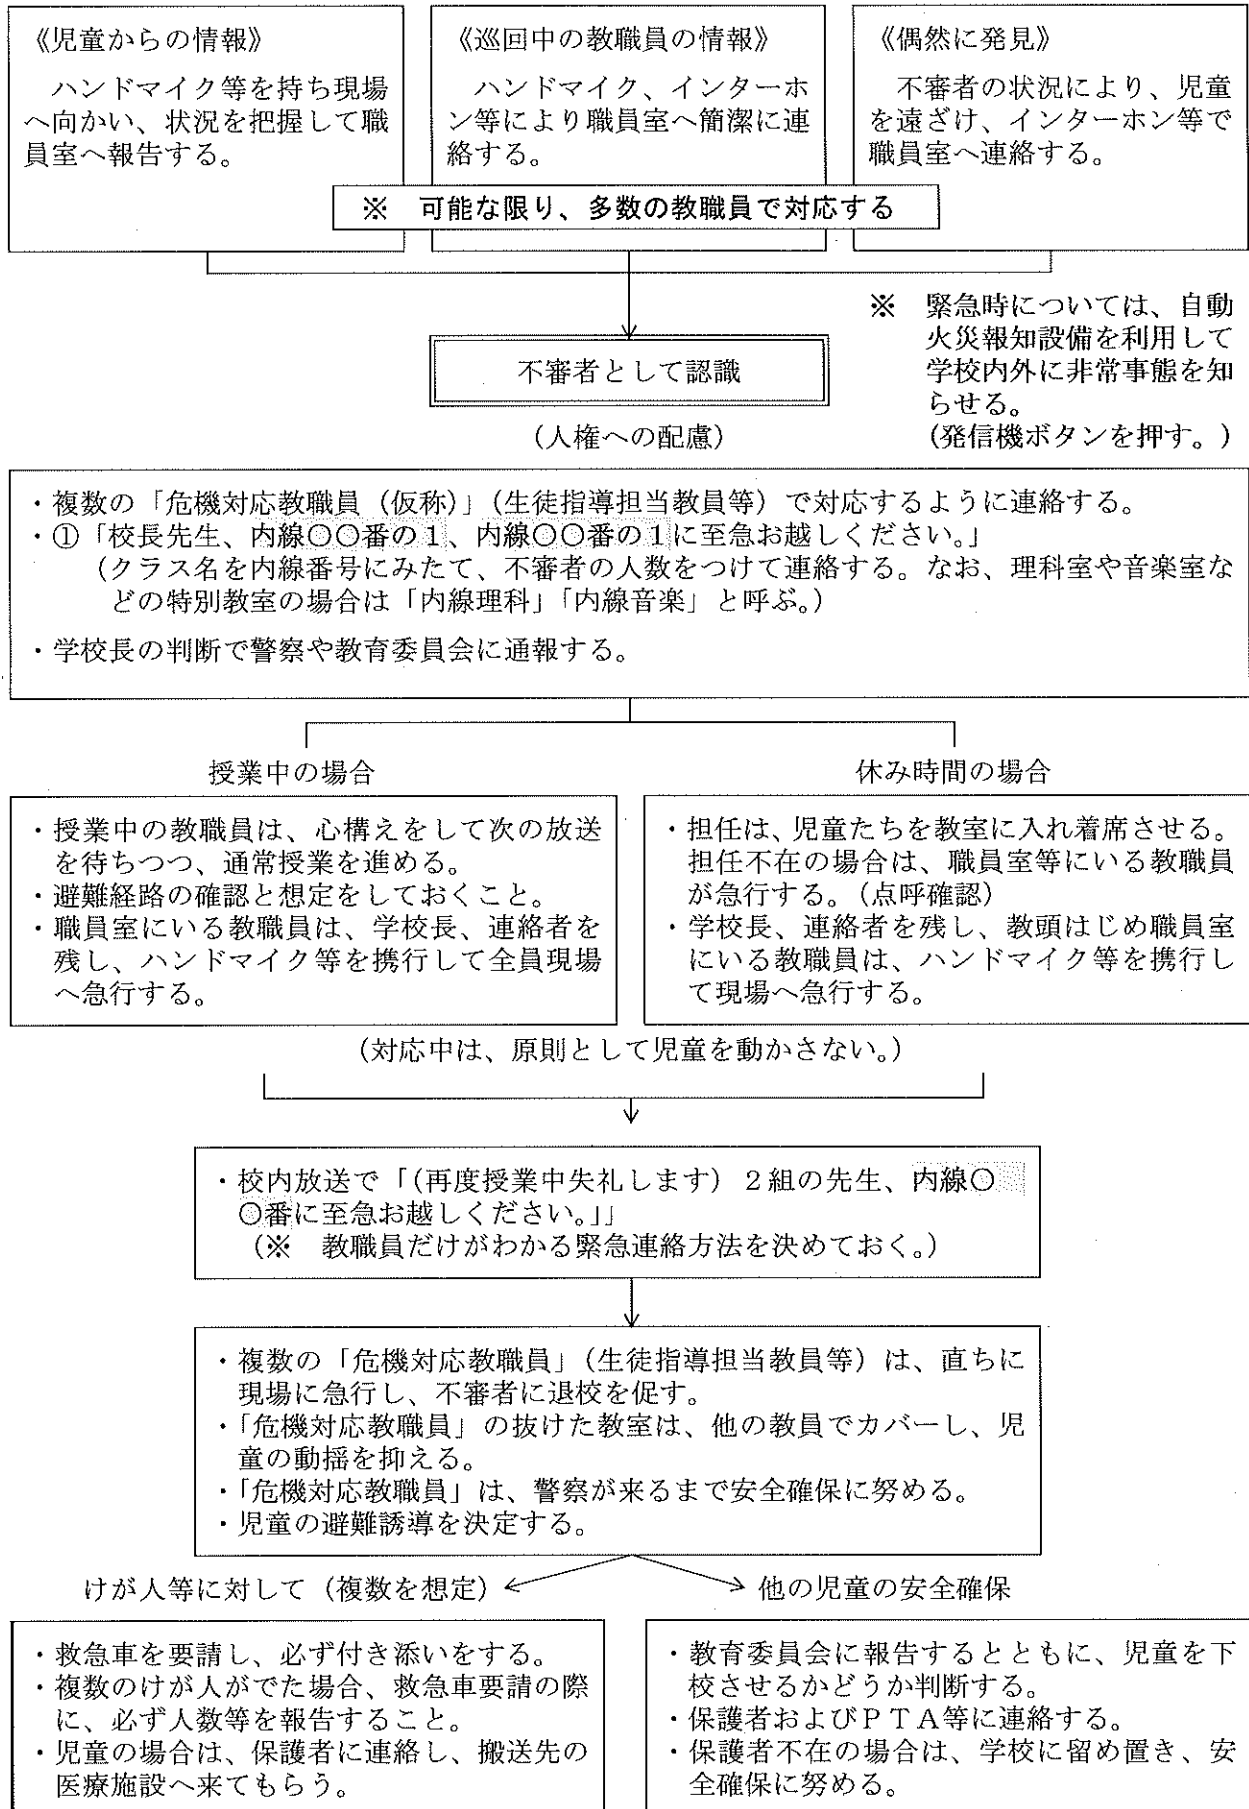 《児童からの情報》
ハンドマイク等を持ち現場
へ向かい、状況を把握して職
員室へ報告する。
《巡回中の教職員の情報》
ハンドマイク、インターホ
ン等により職員室へ簡潔に連
絡する。
《偶然に発見》
不審者の状況により、児童
を遠ざけ、インターホン等で
職員室へ連絡する。
※　可能な限り、多数の教職員で対応する
※　緊急時については、自動
火災報知設備を利用して
学校内外に非常事態を知
らせる。
(発信機ボタンを押す。)
不審者として認識
(人権への配慮)
・複数の「危機対応教職員（仮称）」(生徒指導担当教員等）で対応するように連絡する。
・①「校長先生、内線〇〇番の１、内線〇〇番の１に至急お越しください。」
(クラス名を内線番号にみたて、不審者の人数をつけて連絡する。なお、理科室や音楽室な
どの特別教室の場合は「内線理科」「内線音楽」と呼ぶ。)
・学校長の判断で警察や教育委員会に通報する。
授業中の場合
・授業中の教職員は、心構えをして次の放送
を待ちつつ、通常授業を進める。
・避難経路の確認と想定をしておくこと。
・職員室にいる教職員は、学校長、連絡者を
残し、ハンドマイク等を携行して全員現場
へ急行する。
休み時間の場合
・担任は、児童たちを教室に入れ着席させる。
担任不在の場合は、職員室等にいる教職員
が急行する。(点呼確認)
・学校長、連絡者を残し、教頭はじめ職員室
にいる教職員は、ハンドマイク等を携行し
て現場へ急行する。
(対応中は、原則として児童を動かさない。)
・校内放送で「(再度授業中失礼します）２組の先生、内線〇
〇番に至急お越しください。」」
(※　教職員だけがわかる緊急連絡方法を決めておく。)
・複数の「危機対応教職員」(生徒指導担当教員等）は、直ちに
現場に急行し、不審者に退校を促す。
・「危機対応教職員」の抜けた教室は、他の教員でカバーし、児
童の動揺を抑える。
・「危機対応教職員」は、警察が来るまで安全確保に努める。
・児童の避難誘導を決定する。
けが人等に対して（複数を想定）
・救急車を要請し、必ず付き添いをする。
・複数のけが人がでた場合、救急車要請の際
に、必ず人数等を報告すること。
・児童の場合は、保護者に連絡し、搬送先の
医療施設へ来てもらう。
他の児童の安全確保
・教育委員会に報告するとともに、児童を下
校させるかどうか判断する。
・保護者およびＰＴＡ等に連絡する。
・保護者不在の場合は、学校に留め置き、安
全確保に努める。